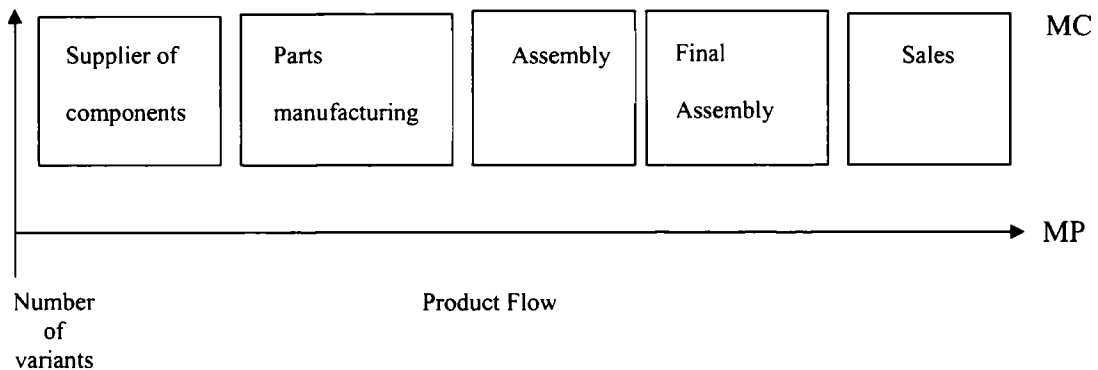 MC
Supplier of
components
Parts
manufacturing
Assembly
Final
Assembly
Sales
MP
Number
of
variants
Product Flow